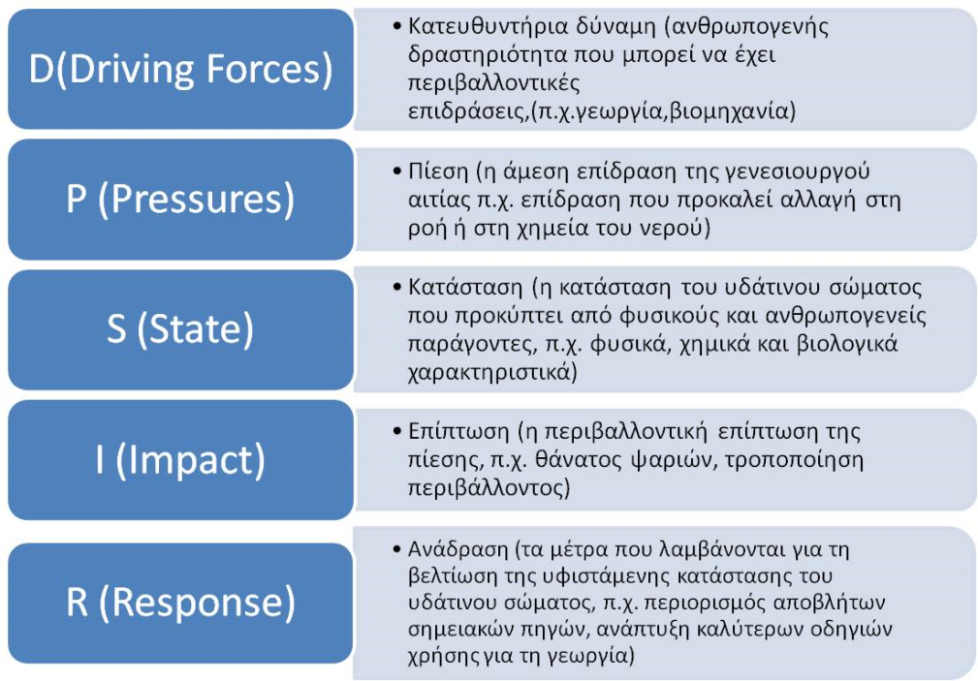 D(Driving Forces)
• Κατευθυντήρια δύναμη (ανθρωπογενής
δραστηριότητα που μπορεί να έχει
περιβαλλοντικές
επιδράσεις,(π.χ.γεωργία,βιομηχανία)
P (Pressures)
• Πίεση (η άμεση επίδραση της γενεσιουργού
αιτίας π.χ. επίδραση που προκαλεί αλλαγή στη
ροή ή στη χημεία του νερού)
S (State)
• Κατάσταση (η κατάσταση του υδάτινου σώματος
που προκύπτει από φυσικούς και ανθρωπογενείς
παράγοντες, π.χ. φυσικά, χημικά και βιολογικά
χαρακτηριστικά)
I (Impact)
• Επίπτωση (η περιβαλλοντική επίπτωση της
πίεσης, π.χ. θάνατος ψαριών, τροποποίηση
περιβάλλοντος)
R (Response)
• Ανάδραση (τα μέτρα που λαμβάνονται για τη
βελτίωση της υφιστάμενης κατάστασης του
υδάτινου σώματος, π.χ. περιορισμός αποβλήτων
σημειακών πηγών, ανάπτυξη καλύτερων οδηγιών
χρήσης για τη γεωργία)